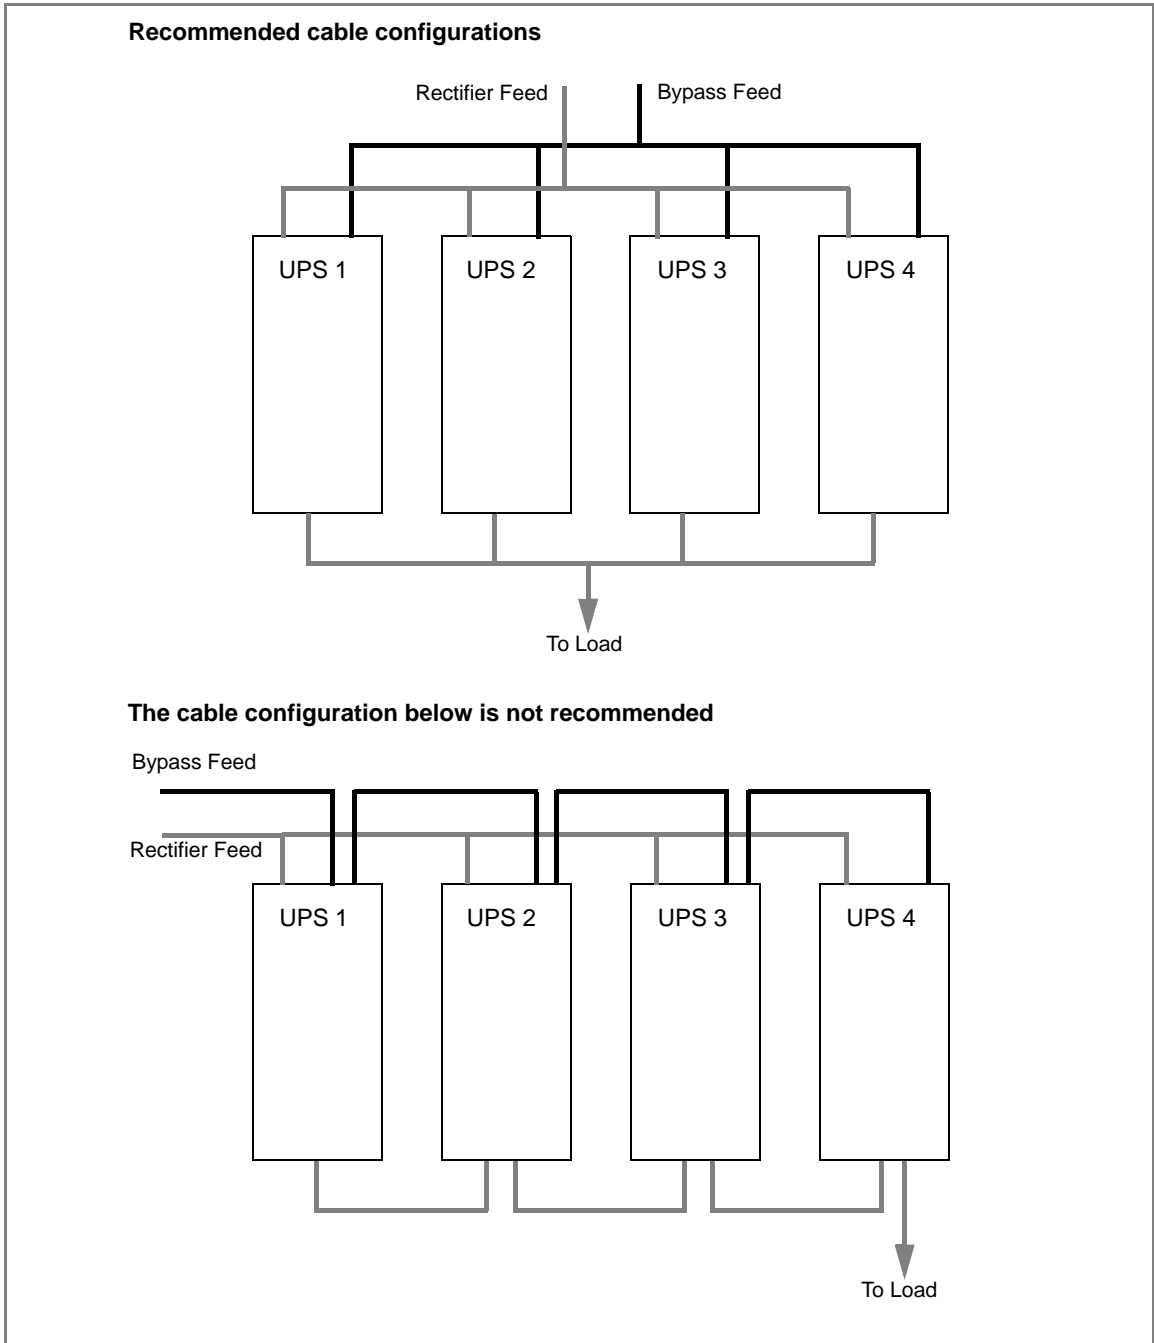 Recommended cable configurations
Rectifier Feed
Bypass Feed
UPS 1
UPS 2
UPS 3
UPS 4
To Load
The cable configuration below is not recommended
Bypass Feed
Rectifier Feed
UPS 1
UPS 2
UPS 3
UPS 4
To Load